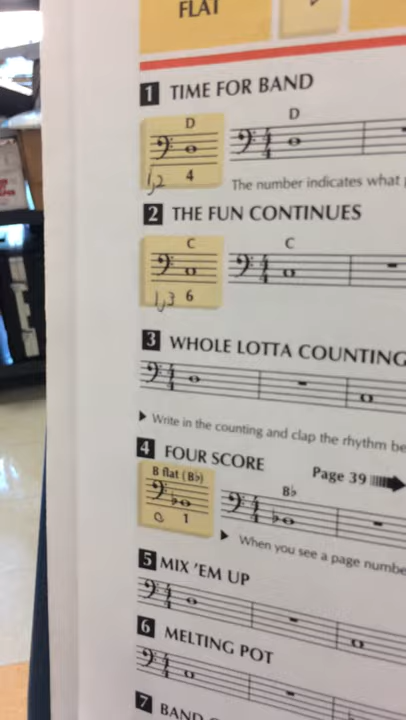 FLAT
1 TIME FOR BAND
D D
1,2 4
The number indicates what
2 THE FUN CONTINUES
C C
1,3 6
3 WHOLE LOTTA COUNTING
Write in the counting and clap the rhythm
4 FOUR SCORE Page 39
B flat (B♭) B♭
0 1
When you see a page
5 MIX 'EM UP
6 MELTING POT
7 BAND